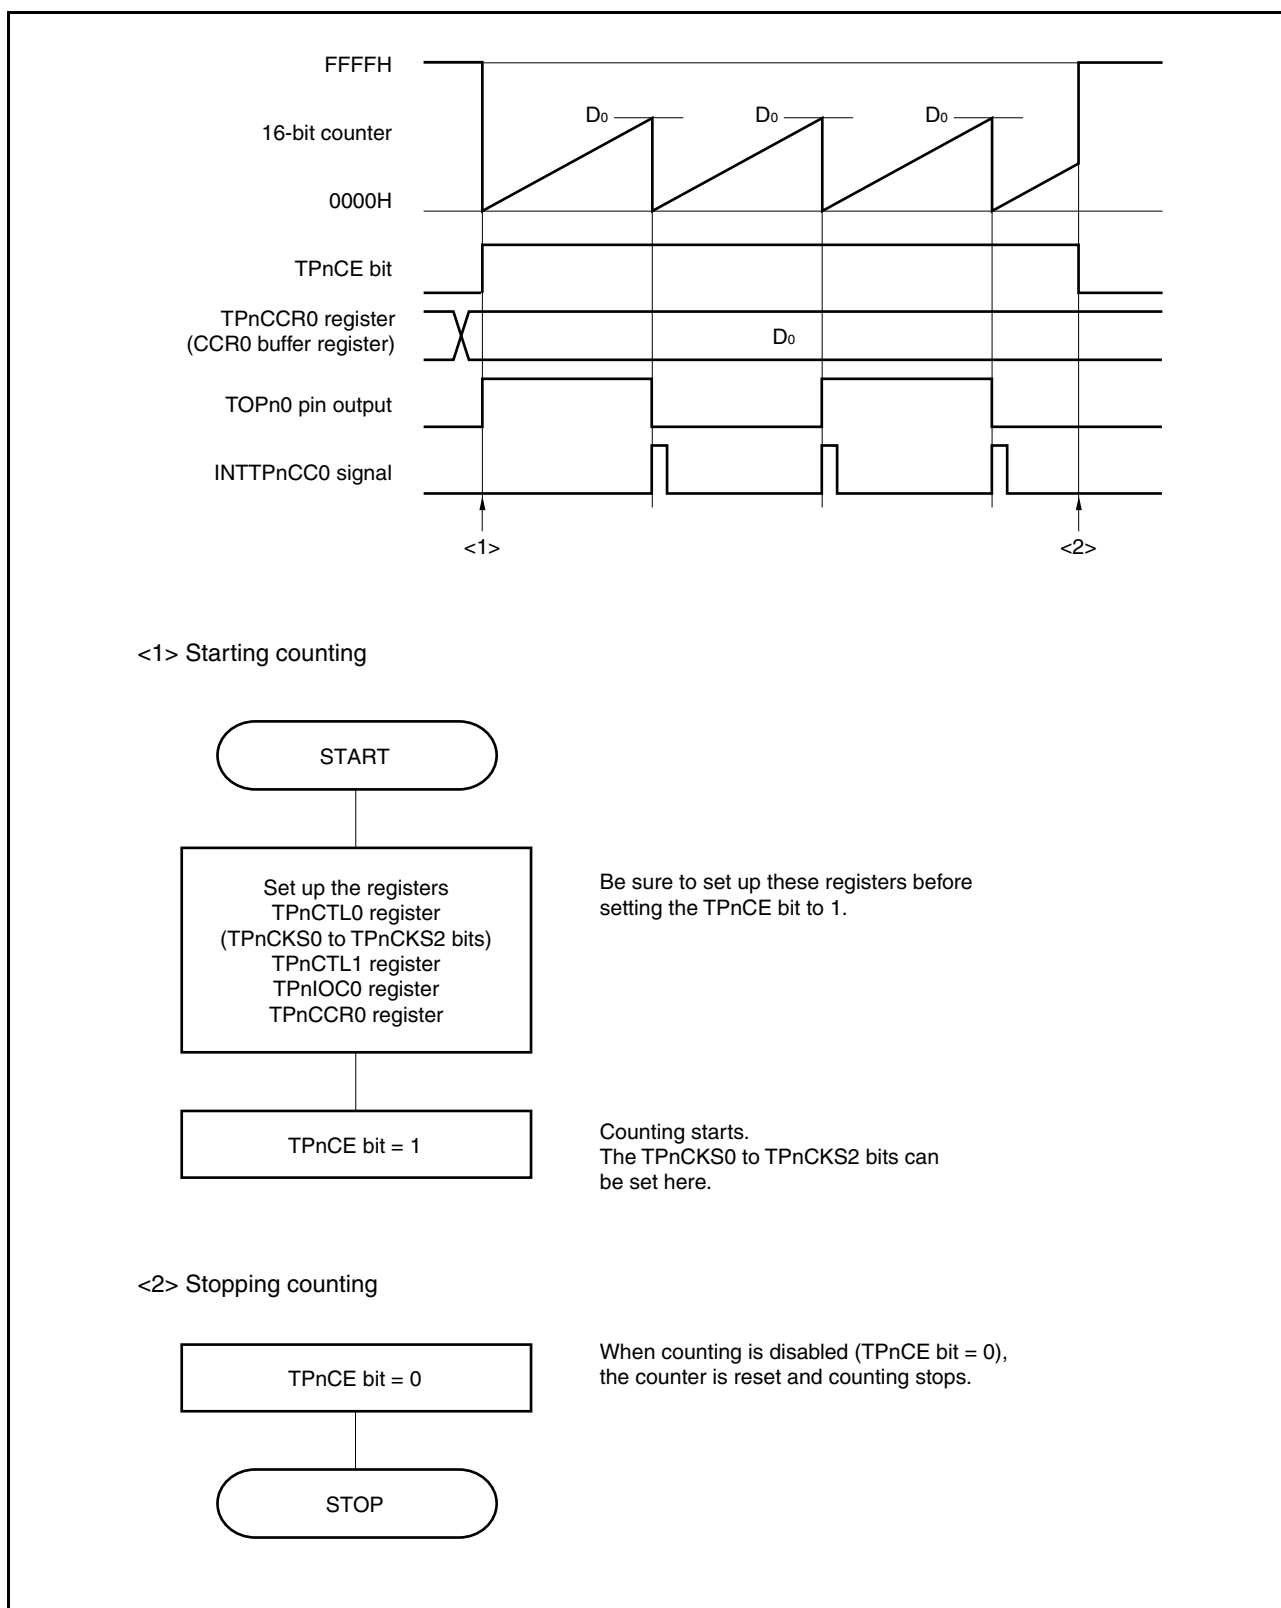 FFFFH
D0 D0 D0
16-bit counter
0000H
TPnCE bit
TPnCCR0 register
(CCR0 buffer register)
D0
TOPn0 pin output
INTTPnCC0 signal
<1> <2>
<1> Starting counting
START
Set up the registers
TPnCTL0 register
(TPnCKS0 to TPnCKS2 bits)
TPnCTL1 register
TPnIOC0 register
TPnCCR0 register
Be sure to set up these registers before
setting the TPnCE bit to 1.
TPnCE bit = 1
Counting starts.
The TPnCKS0 to TPnCKS2 bits can
be set here.
<2> Stopping counting
TPnCE bit = 0
When counting is disabled (TPnCE bit = 0),
the counter is reset and counting stops.
STOP